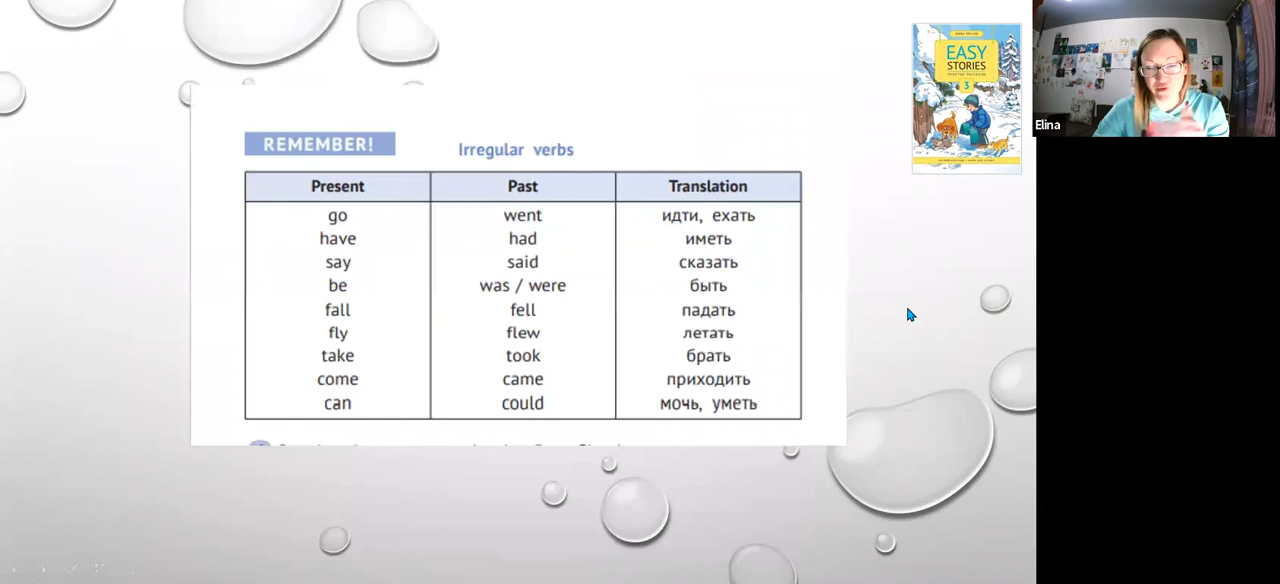 REMEMBER!
Irregular verbs
Present Past Translation
go went идти, ехать
have had иметь
say said сказать
be was / were быть
fall fell падать
fly flew летать
take took брать
come came приходить
can could мочь, уметь
EASY
STORIES
3
Elina